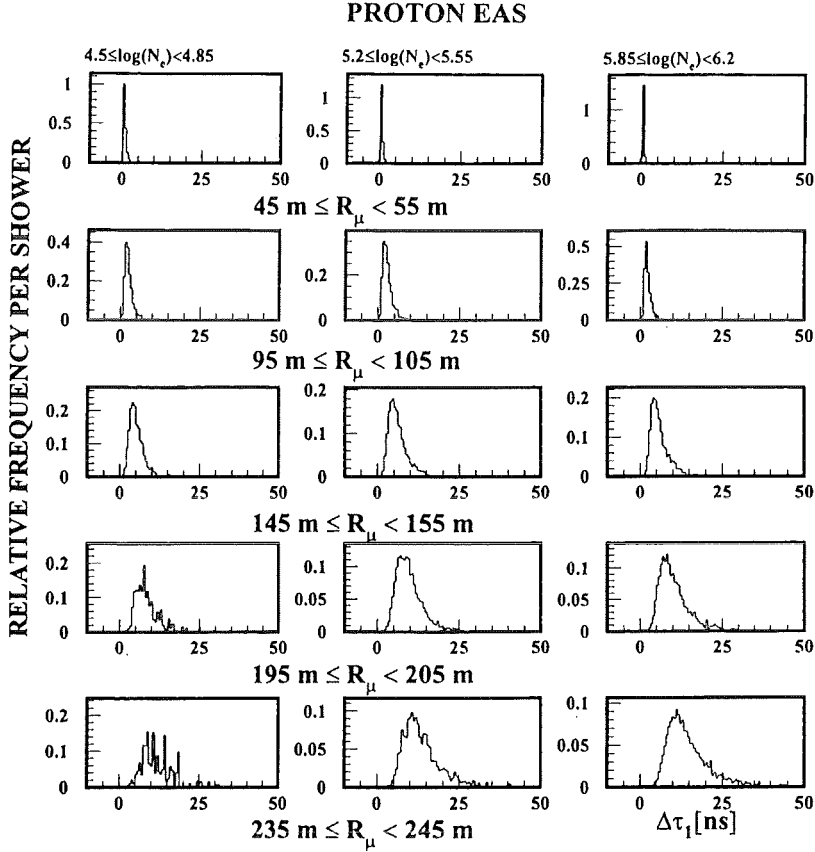 PROTON EAS
RELATIVE FREQUENCY PER SHOWER
4.5≤log(Nₑ)<4.85 5.2≤log(Nₑ)<5.55 5.85≤log(Nₑ)<6.2
1 1 1
0.5 0.5
0 0 0
0 25 50 0 25 50 0 25 50
45 m ≤ R_μ < 55 m
0.4 0.5
0.2 0.2 0.25
0 0 0
0 25 50 0 25 50 0 25 50
95 m ≤ R_μ < 105 m
0.2 0.2 0.2
0.1 0.1 0.1
0 0 0
0 25 50 0 25 50 0 25 50
145 m ≤ R_μ < 155 m
0.2 0.1 0.1
0.1 0.05 0.05
0 0 0
0 25 50 0 25 50 0 25 50
195 m ≤ R_μ < 205 m
0.2 0.1 0.1
0.1 0.05 0.05
0 0 0
0 25 50 0 25 50 0 25 50
235 m ≤ R_μ < 245 m Δτ₁[ns]